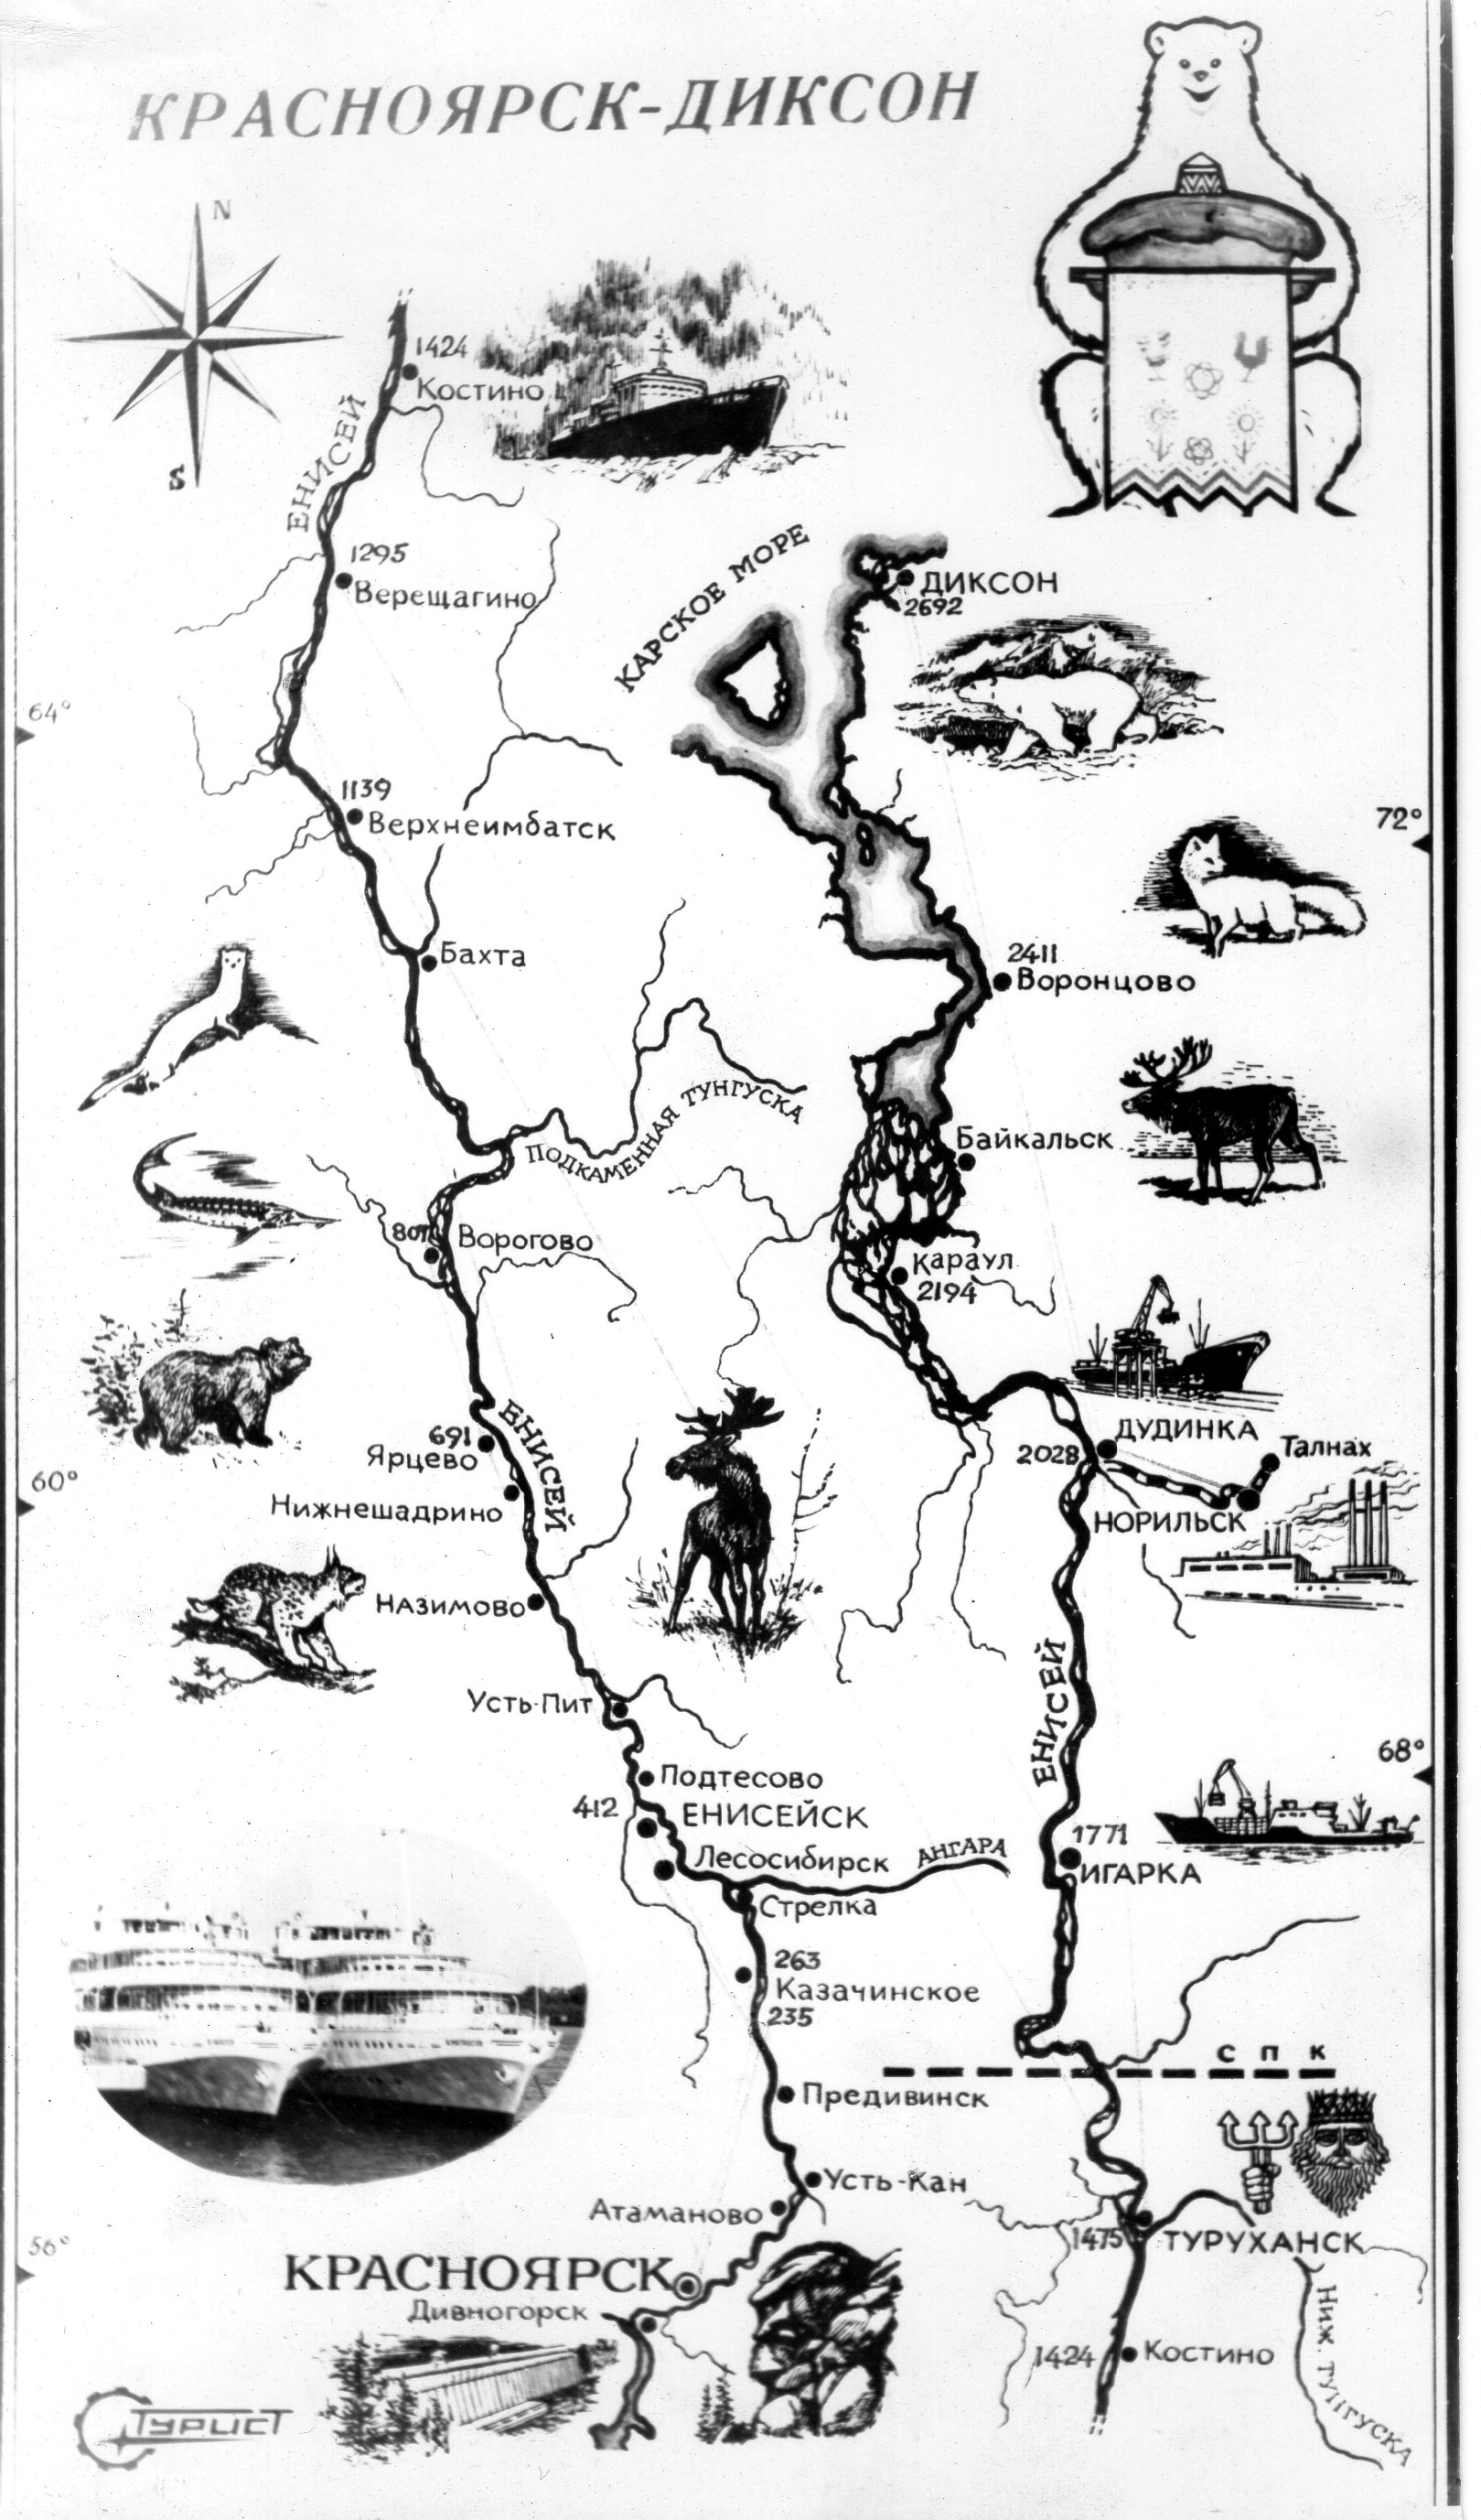 КРАСНОЯРСК-ДИКСОН
N
S
1424
Костино
ЕНИСЕЙ
1295
Верещагино
64°
1139
Верхнеимбатск
Бахта
ПОДКАМЕННАЯ ТУНГУСКА
801
Ворогово
ЕНИСЕЙ
691
Ярцево
60°
Нижнешадрино
Назимово
Усть-Пит
Подтесово
412
ЕНИСЕЙСК
Лесосибирск
АНГАРА
Стрелка
263
Казачинское
235
Предивинск
Усть-Кан
Атаманово
56°
КРАСНОЯРСК
Дивногорск
Турист
КАРСКОЕ МОРЕ
ДИКСОН
2692
72°
2411
Воронцово
Байкальск
Караул
2194
ДУДИНКА
2028
Талнах
НОРИЛЬСК
ЕНИСЕЙ
68°
1771
ИГАРКА
С П К
1475
ТУРУХАНСК
Ниж. ТУНГУСКА
1424
Костино